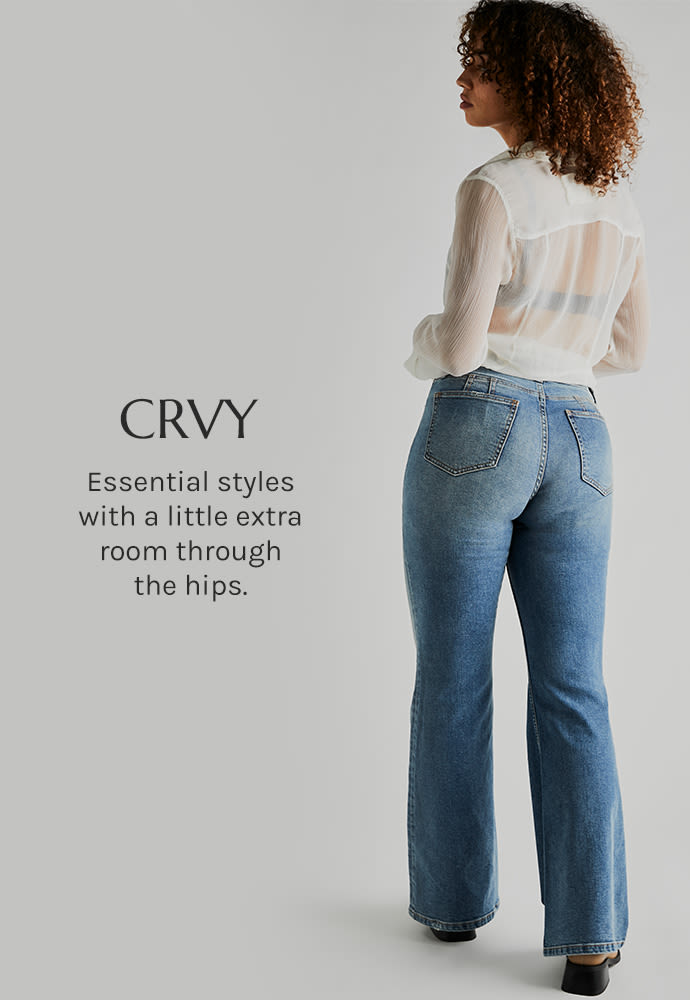 CRVY
Essential styles
with a little extra
room through
the hips.